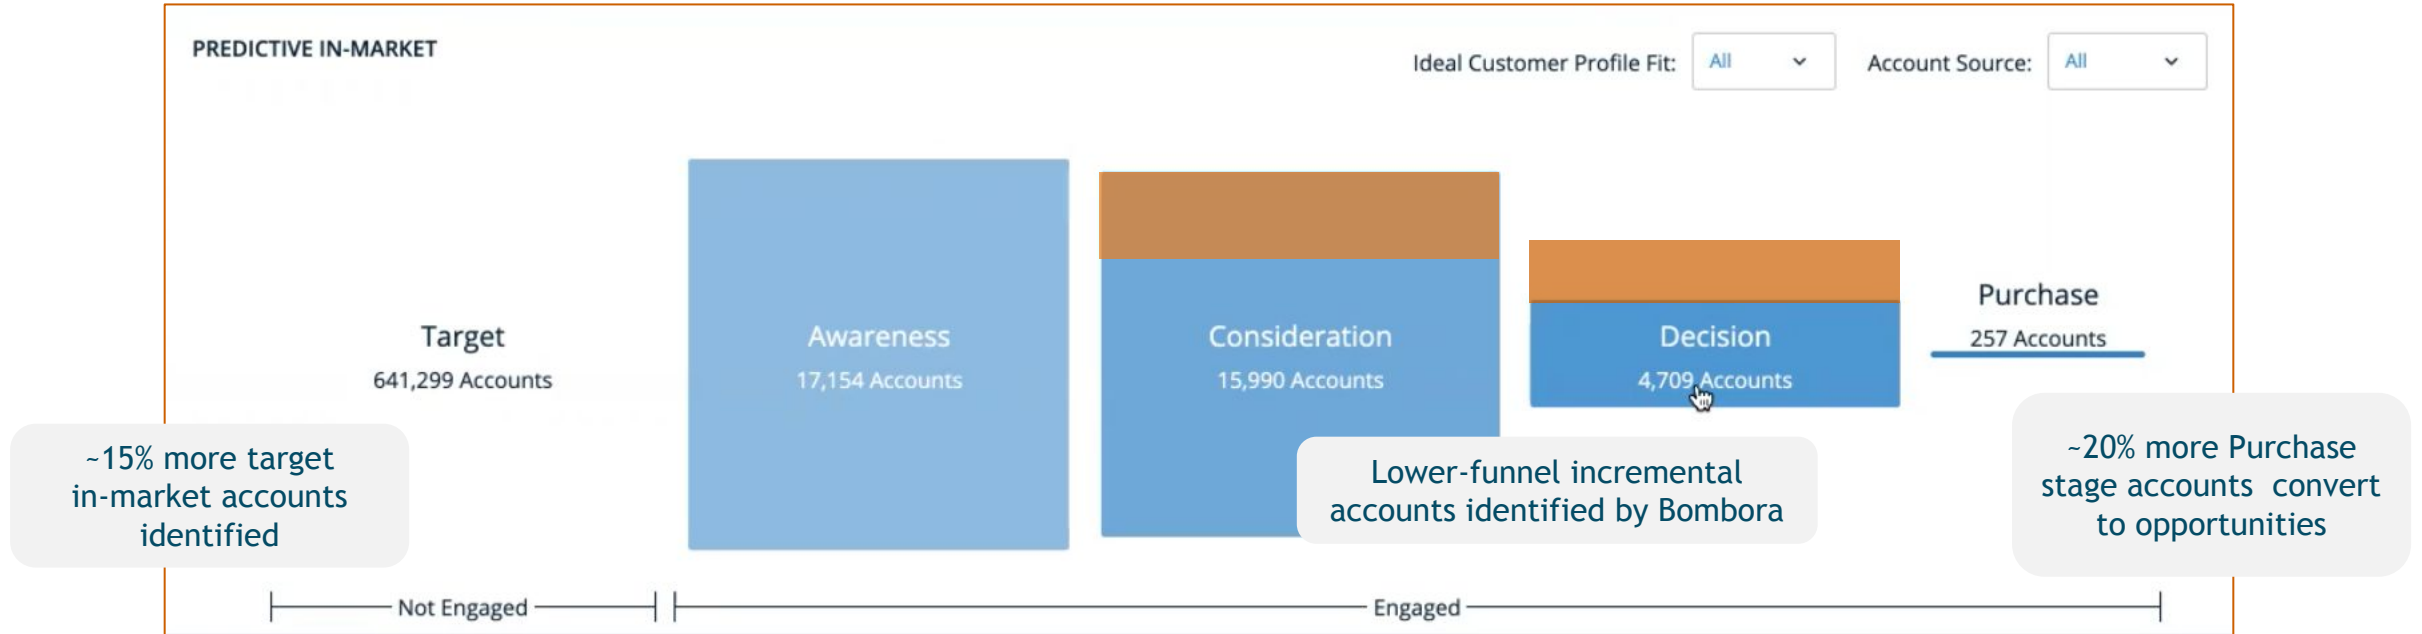 PREDICTIVE IN-MARKET
Ideal Customer Profile Fit:
All
Account Source:
All
Target
641,299 Accounts
Awareness
17,154 Accounts
Consideration
15,990 Accounts
Decision
4,709 Accounts
Purchase
257 Accounts
~15% more target
in-market accounts
identified
Lower-funnel incremental
accounts identified by Bombora
~20% more Purchase
stage accounts  convert
to opportunities
Not Engaged
Engaged